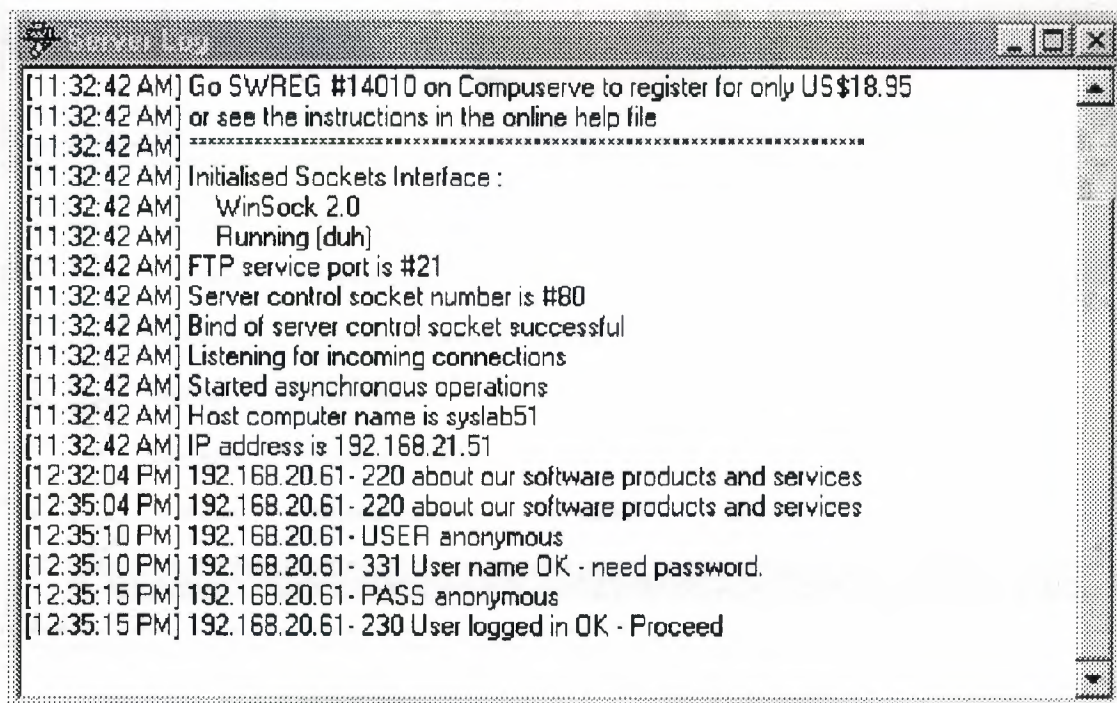 Server Log
[11:32:42 AM] Go SWREG #14010 on Compuserve to register for only US$18.95
[11:32:42 AM] or see the instructions in the online help file
[11:32:42 AM] **********************************************************************
[11:32:42 AM] Initialised Sockets Interface :
[11:32:42 AM] WinSock 2.0
[11:32:42 AM] Running (duh)
[11:32:42 AM] FTP service port is #21
[11:32:42 AM] Server control socket number is #80
[11:32:42 AM] Bind of server control socket successful
[11:32:42 AM] Listening for incoming connections
[11:32:42 AM] Started asynchronous operations
[11:32:42 AM] Host computer name is syslab51
[11:32:42 AM] IP address is 192.168.21.51
[12:32:04 PM] 192.168.20.61 - 220 about our software products and services
[12:35:04 PM] 192.168.20.61 - 220 about our software products and services
[12:35:10 PM] 192.168.20.61 - USER anonymous
[12:35:10 PM] 192.168.20.61 - 331 User name OK - need password.
[12:35:15 PM] 192.168.20.61 - PASS anonymous
[12:35:15 PM] 192.168.20.61 - 230 User logged in OK - Proceed